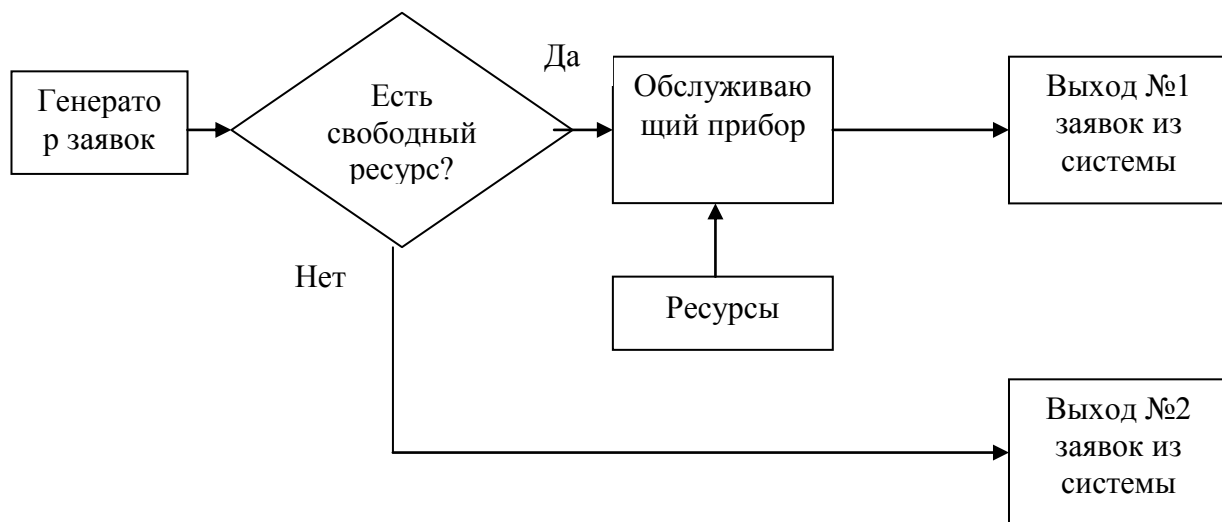 Генерато
р заявок
Есть
свободный
ресурс?
Да
Нет
Обслуживаю
щий прибор
Ресурсы
Выход №1
заявок из
системы
Выход №2
заявок из
системы